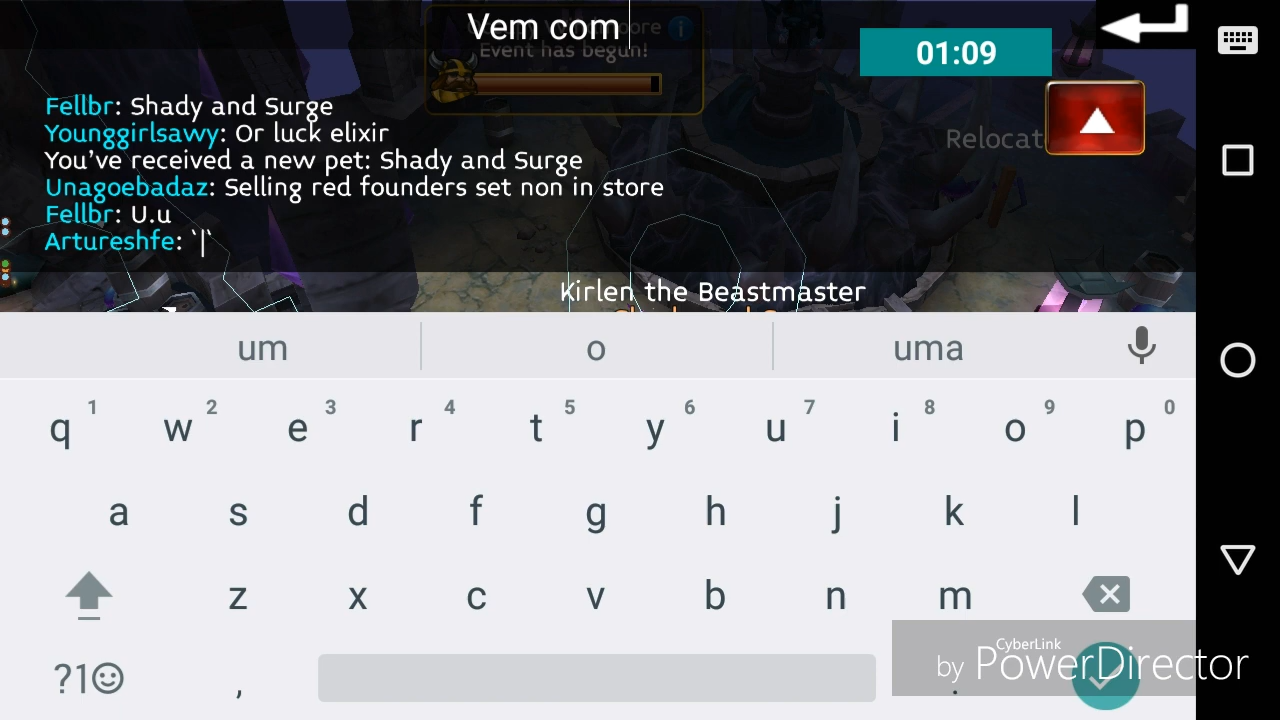 Vem com
Event has begun!
01:09
Fellbr: Shady and Surge
Younggirlsawy: Or luck elixir
You've received a new pet: Shady and Surge
Unagoebadaz: Selling red founders set non in store
Fellbr: U.u
Artureshfe: `|`
Relocat
Kirlen the Beastmaster
um o uma
q 1 w 2 e 3 r 4 t 5 y 6 u 7 i 8 o 9 p 0
a s d f g h j k l
z x c v b n m
?1 , .
CyberLink
by PowerDirector